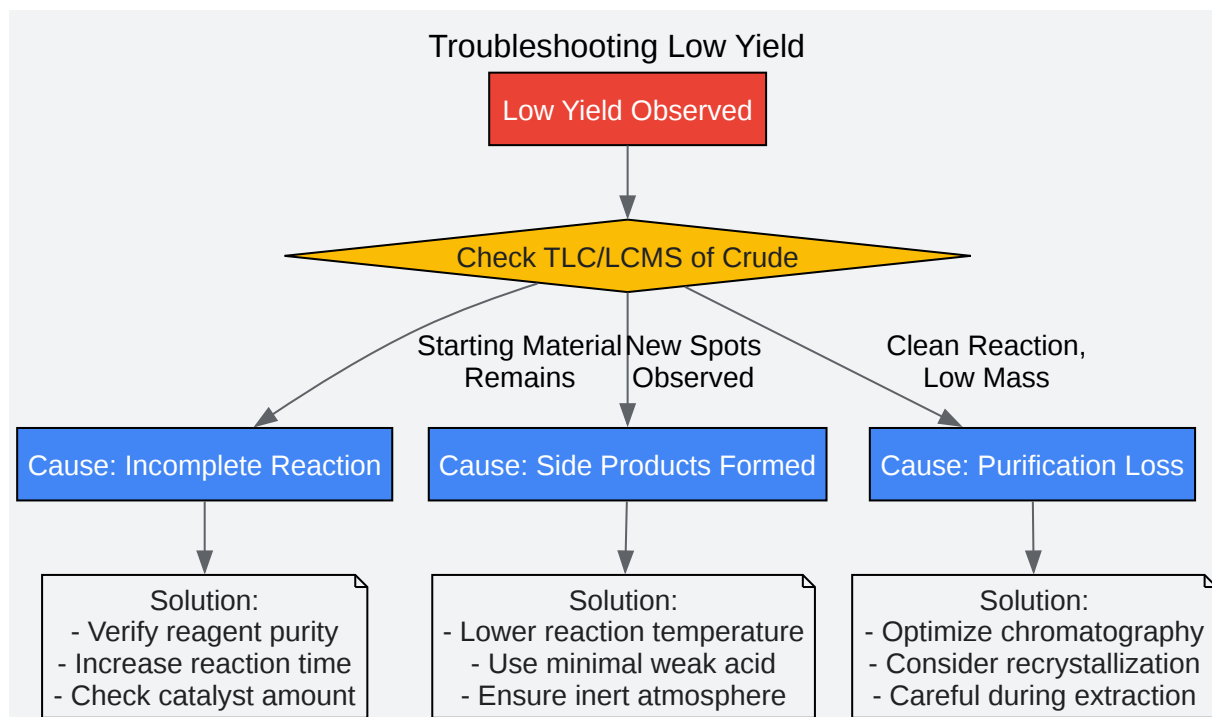 Troubleshooting Low Yield
Low Yield Observed
Check TLC/LCMS of Crude
Starting Material
Remains
New Spots
Observed
Clean Reaction,
Low Mass
Cause: Incomplete Reaction
Cause: Side Products Formed
Cause: Purification Loss
Solution:
- Verify reagent purity
- Increase reaction time
- Check catalyst amount
Solution:
- Lower reaction temperature
- Use minimal weak acid
- Ensure inert atmosphere
Solution:
- Optimize chromatography
- Consider recrystallization
- Careful during extraction